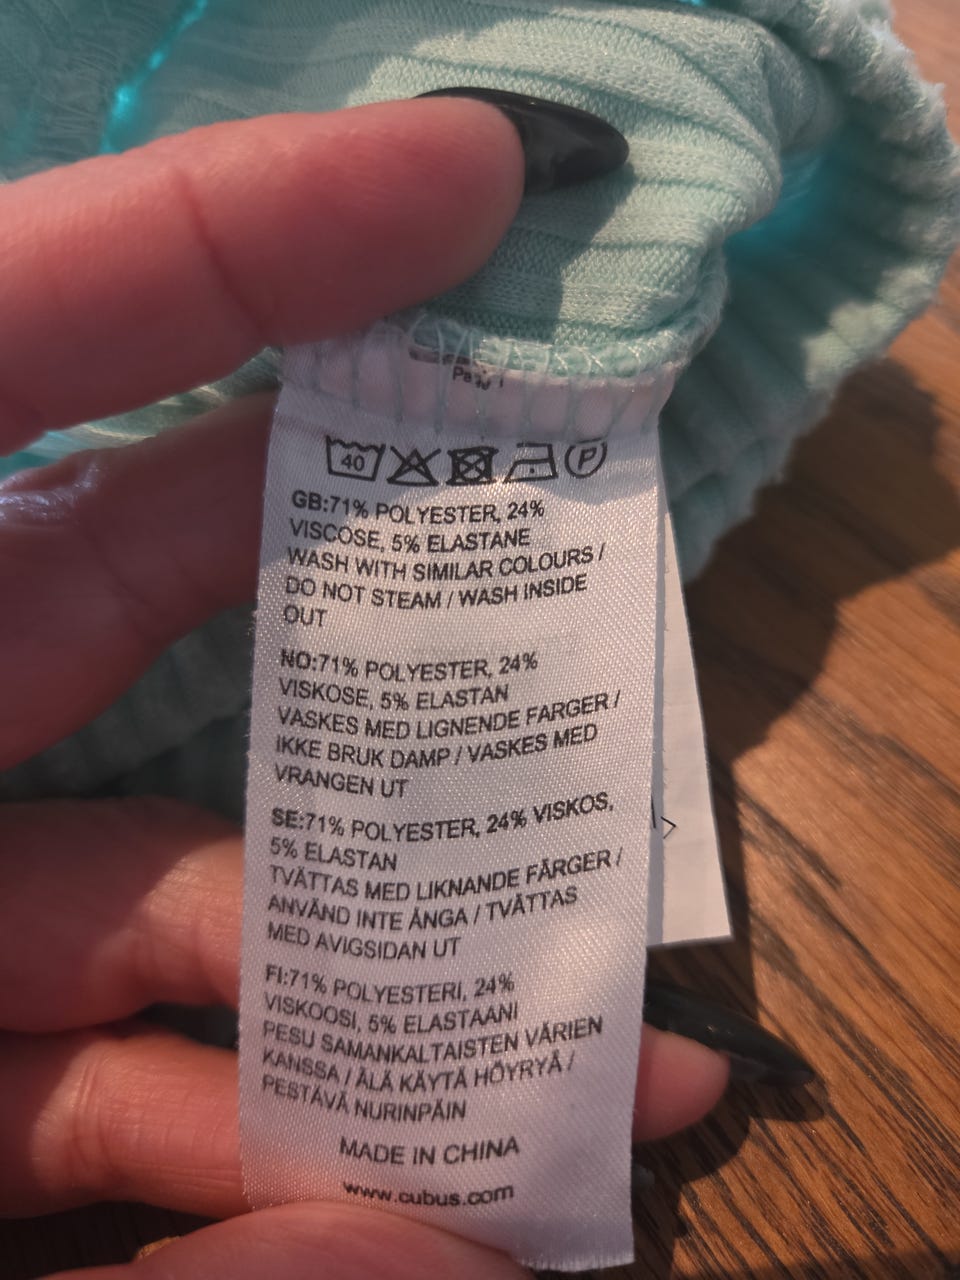 40 P
GB:71% POLYESTER, 24%
VISCOSE, 5% ELASTANE
WASH WITH SIMILAR COLOURS /
DO NOT STEAM / WASH INSIDE
OUT
NO:71% POLYESTER, 24%
VISKOSE, 5% ELASTAN
VASKES MED LIGNENDE FARGER /
IKKE BRUK DAMP / VASKES MED
VRANGEN UT
SE:71% POLYESTER, 24% VISKOS,
5% ELASTAN
TVÄTTAS MED LIKNANDE FÄRGER /
ANVÄND INTE ÅNGA / TVÄTTAS
MED AVIGSIDAN UT
FI:71% POLYESTERI, 24%
VISKOOSI, 5% ELASTAANI
PESU SAMANKALTAISTEN VÄRIEN
KANSSA / ÄLÄ KÄYTÄ HÖYRYÄ /
PESTÄVÄ NURINPÄIN
MADE IN CHINA
www.cubus.com